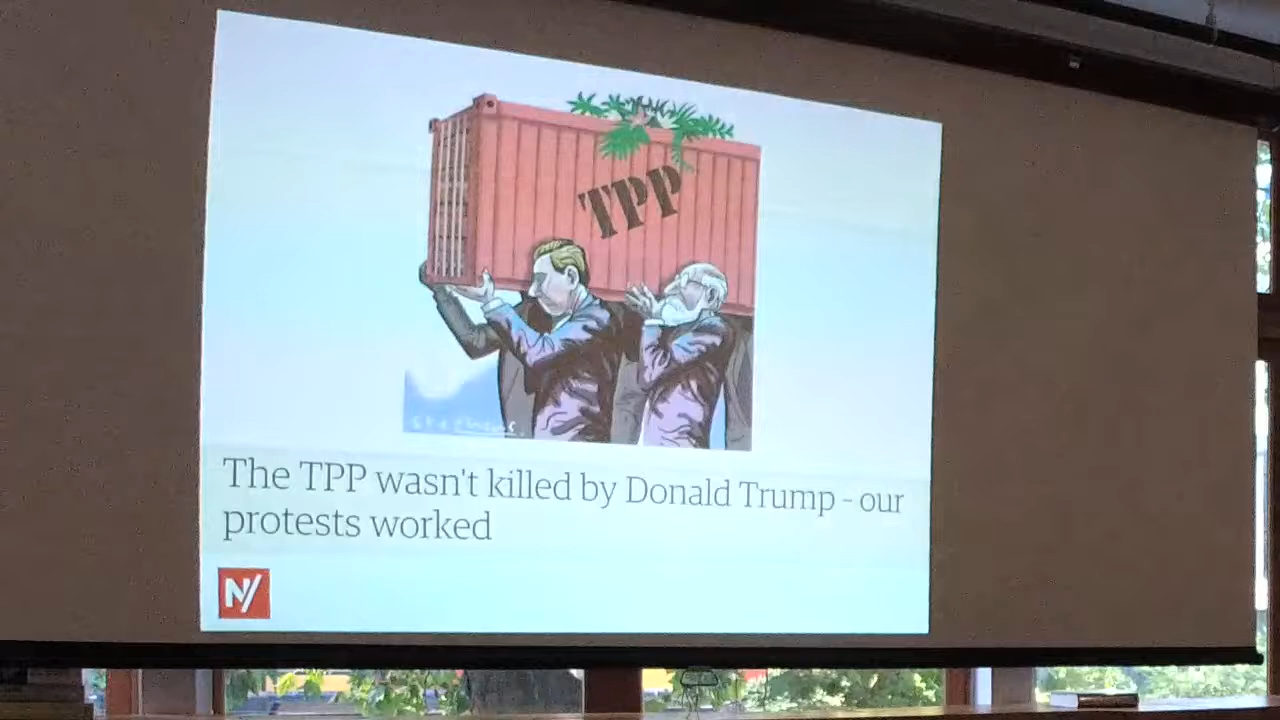 TPP
The TPP wasn't killed by Donald Trump - our
protests worked
N/